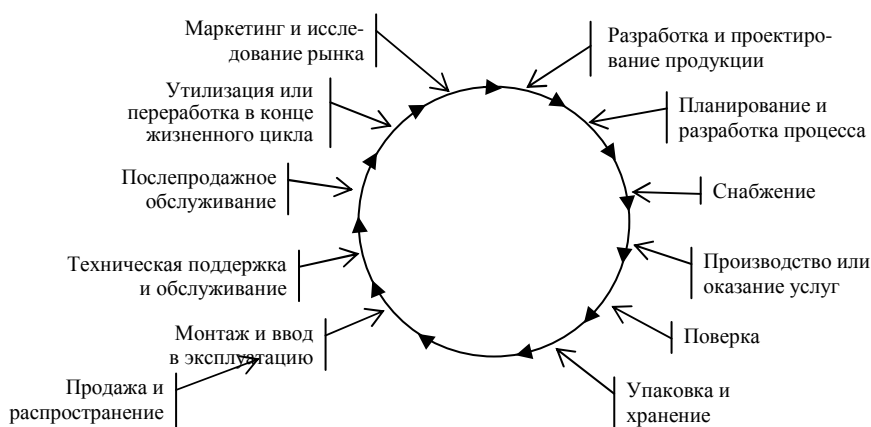 Маркетинг и иссле-
дование рынка
Разработка и проектиро-
вание продукции
Планирование и
разработка процесса
Снабжение
Производство или
оказание услуг
Поверка
Упаковка и
хранение
Продажа и
распространение
Монтаж и ввод
в эксплуатацию
Техническая поддержка
и обслуживание
Послепродажное
обслуживание
Утилизация или
переработка в конце
жизненного цикла